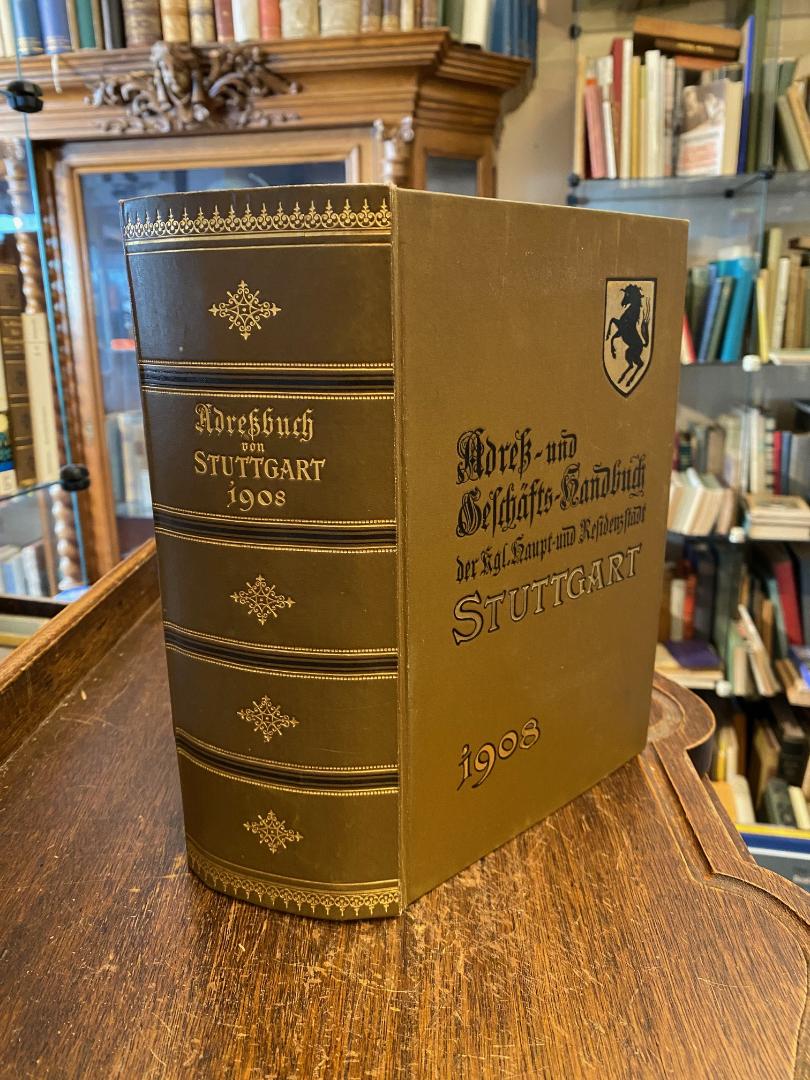 Adreßbuch
von
STUTTGART
1908
Adreß- und
Geschäfts-Handbuch
der Kgl. Haupt- und Residenzstadt
STUTTGART
1908